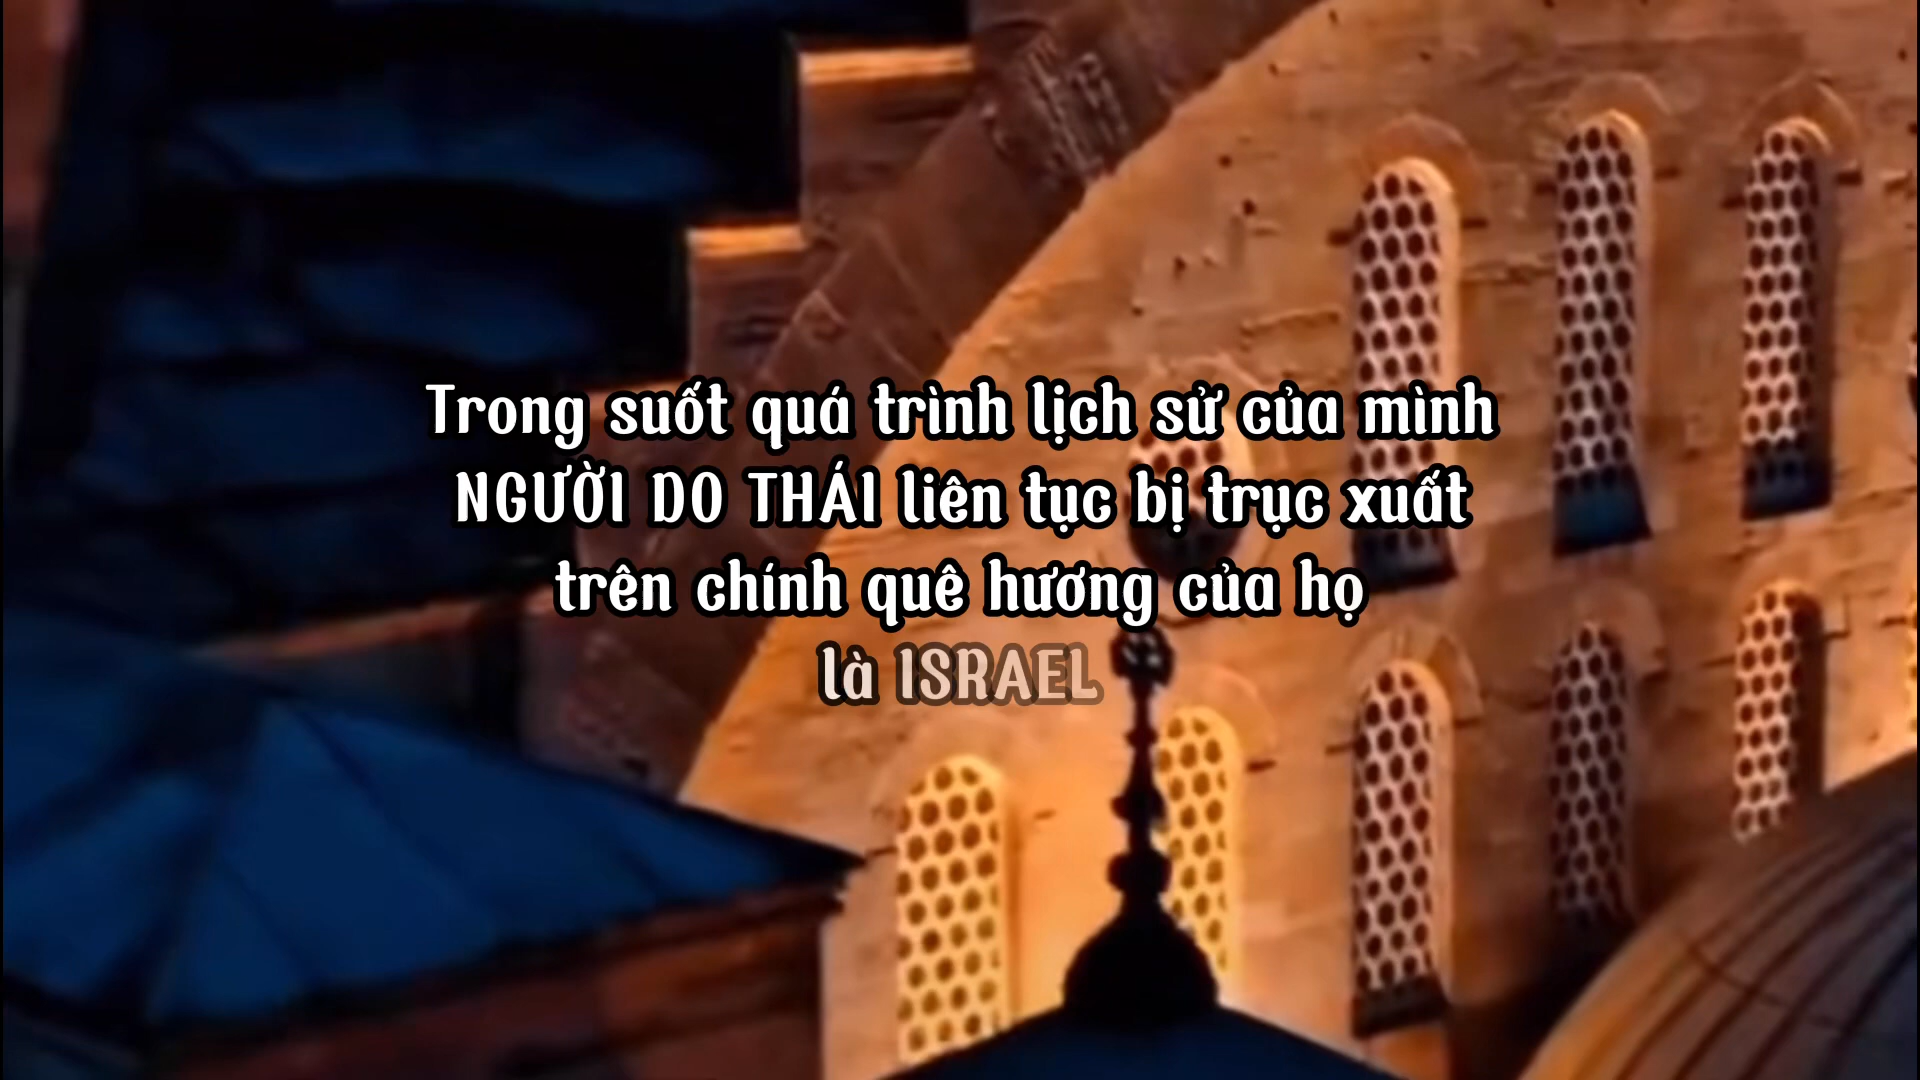 Trong suốt quá trình lịch sử của mình
NGƯỜI DO THÁI liên tục bị trục xuất
trên chính quê hương của họ
là ISRAEL